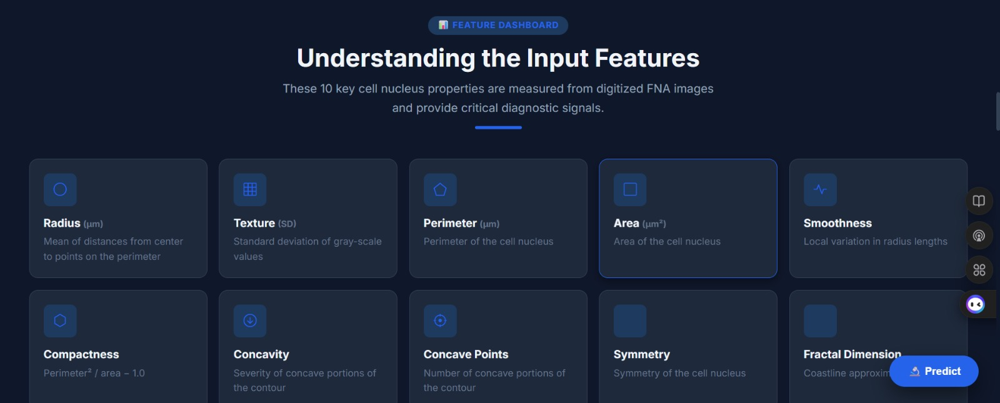 📊 FEATURE DASHBOARD
Understanding the Input Features
These 10 key cell nucleus properties are measured from digitized FNA images
and provide critical diagnostic signals.
Radius (µm)
Mean of distances from center
to points on the perimeter
Texture (SD)
Standard deviation of gray-scale
values
Perimeter (µm)
Perimeter of the cell nucleus
Area (µm²)
Area of the cell nucleus
Smoothness
Local variation in radius lengths
Compactness
Perimeter² / area − 1.0
Concavity
Severity of concave portions of
the contour
Concave Points
Number of concave portions of
the contour
Symmetry
Symmetry of the cell nucleus
Fractal Dimension
Coastline
🔬 Predict